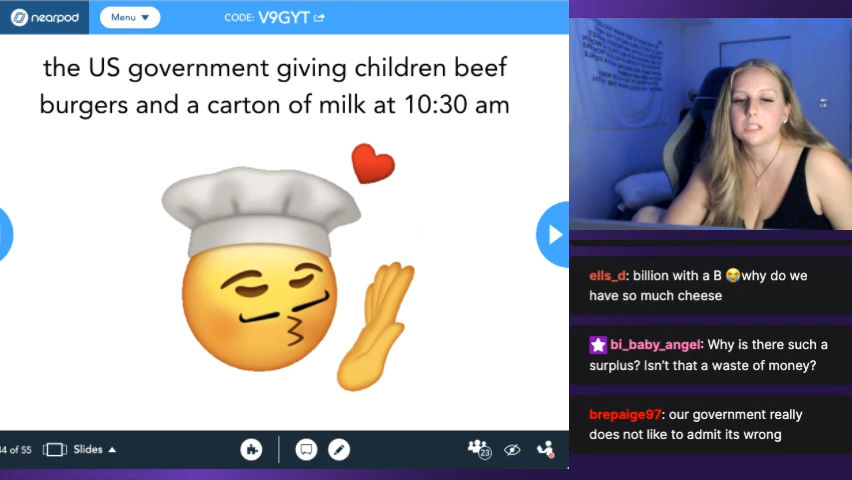 nearpod
Menu
CODE: V9GYT
the US government giving children beef
burgers and a carton of milk at 10:30 am
44 of 55
Slides
23
ells_d: billion with a B 😭why do we
have so much cheese
bi_baby_angel: Why is there such a
surplus? Isn't that a waste of money?
brepaige97: our government really
does not like to admit its wrong